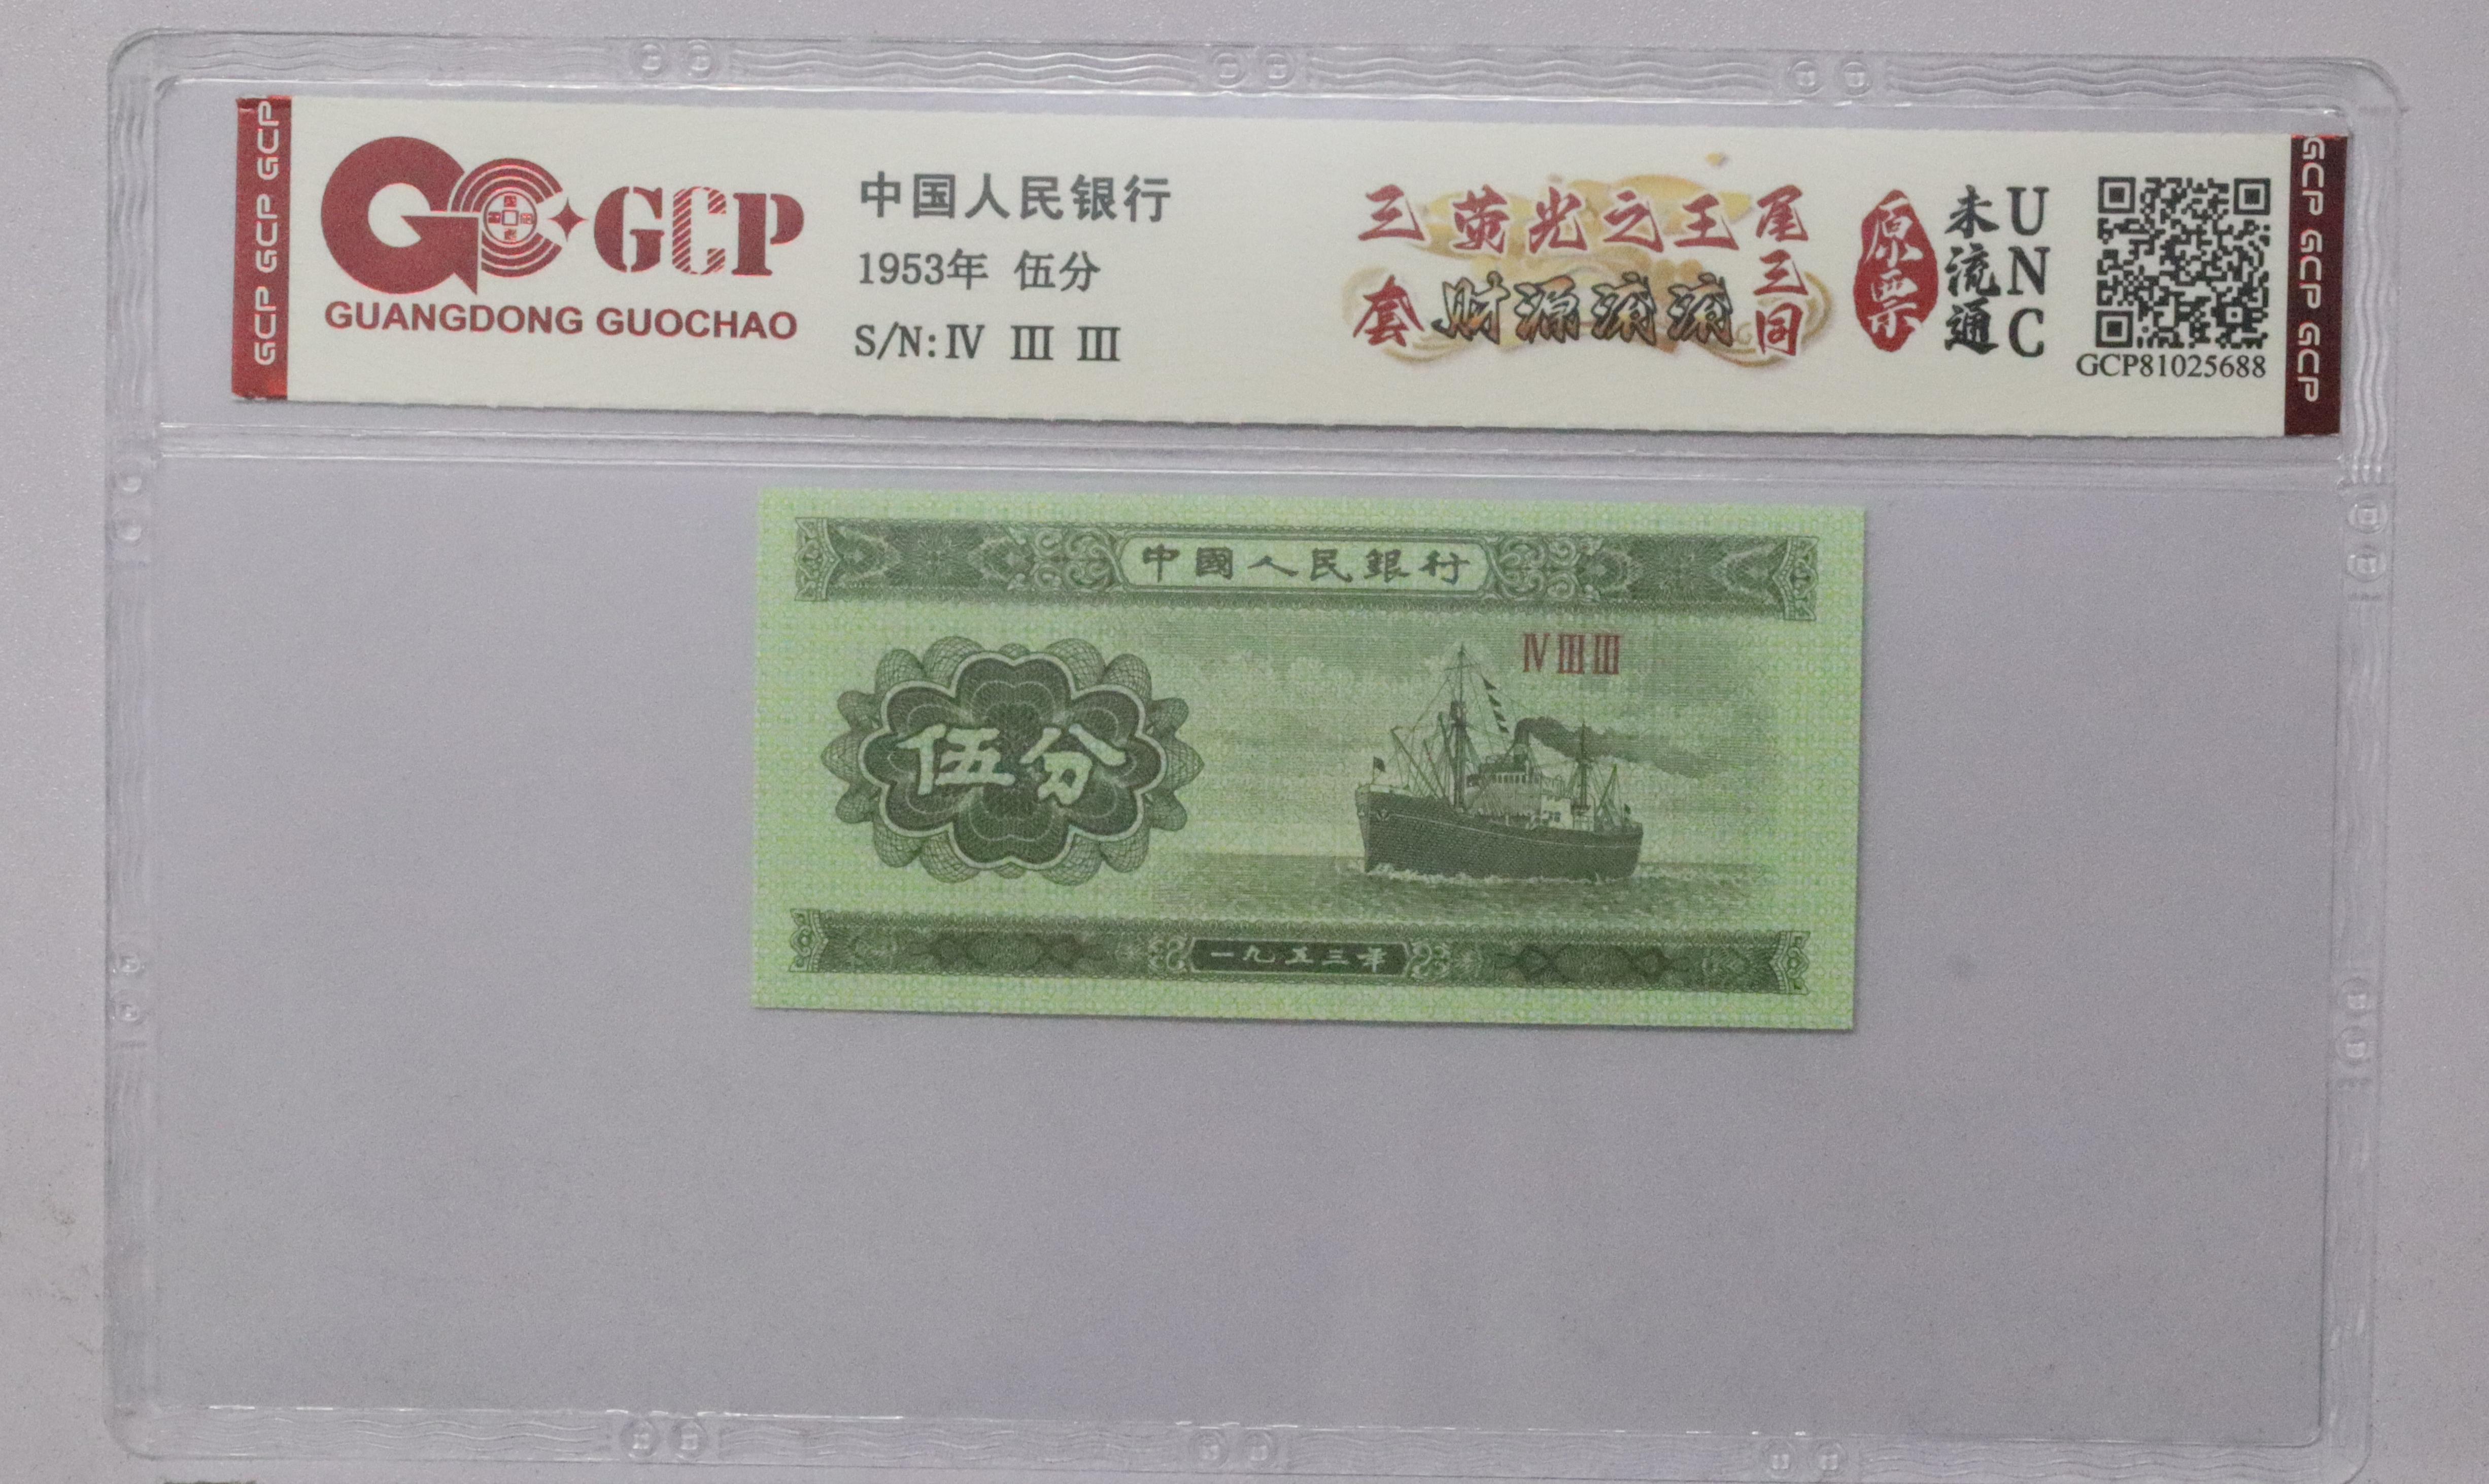 GCP GCP GCP
GCP
GUANGDONG GUOCHAO
中国人民银行
1953年 伍分
S/N:Ⅳ Ⅲ Ⅲ
三套
荧光之王
财源滚滚
尾三同
原票
未流通
UNC
GCP81025688
GCP GCP GCP
中國人民銀行
ⅣⅢⅢ
伍分
一九五三年